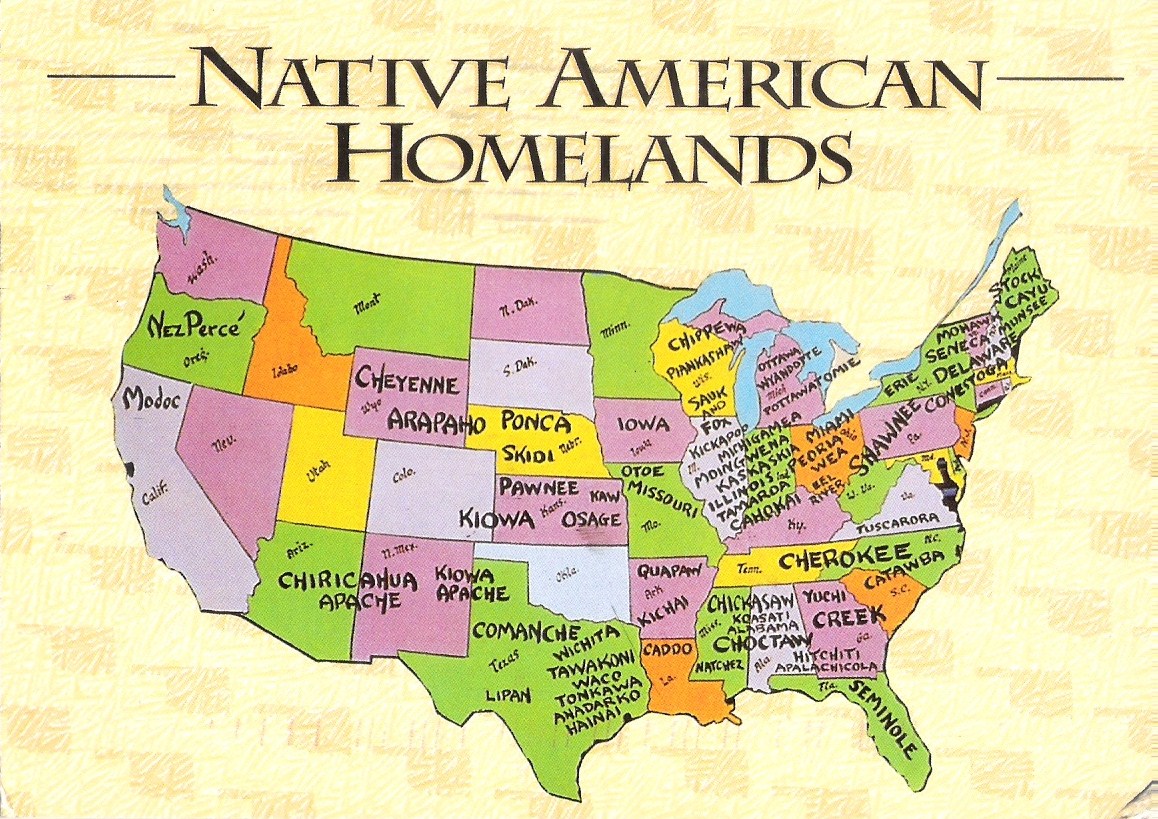 NATIVE AMERICAN
HOMELANDS
Wash.
Mont
N. Dak.
Minn.
Maine
STOCK
CAYU
MUNSEE
MOHAWK
SENECA
DELAWARE
CONESTOGA
ERIE
N.Y.
Conn.
NEZ Percé
Oreg.
Idaho
CHIPPEWA
PIANKASHAW
Wis.
SAUK
AND
FOX
OTTAWA
WYANDOTTE
Mich
POTTAWATOMIE
S. Dak.
CHEYENNE
Wyo
ARAPAHO
Modoc
Nev.
Calif.
Utah
Colo.
PONCA
SKIDI
Nebr.
IOWA
Iowa
KICKAPOO
Ill.
MICHIGAMEA
MOINGWENA
KASKASKIA
ILLINOIS
Ind
TAMAROA
CAHOKAI
MIAMI
Ohio
PEORIA
WEA
EEL
RIVER
SHAWNEE
Pa.
N.J.
Md.
W. Va.
Va.
OTOE
MISSOURI
Mo.
PAWNEE
KAW
Kans.
KIOWA
OSAGE
Ky.
TUSCARORA
N.C.
Tenn.
CHEROKEE
CATAWBA
S.C.
Ariz.
N. Mex.
CHIRICAHUA
APACHE
KIOWA
APACHE
Okla.
QUAPAW
Ark
KICHAI
CHICKASAW
KOASATI
ALABAMA
Miss.
CHOCTAW
NATCHEZ
Ala
YUCHI
CREEK
Ga.
HITCHITI
APALACHICOLA
COMANCHE
WICHITA
Texas
TAWAKONI
WACO
LIPAN
TONKAWA
ANADARKO
HAINAI
CADDO
La.
Fla.
SEMINOLE